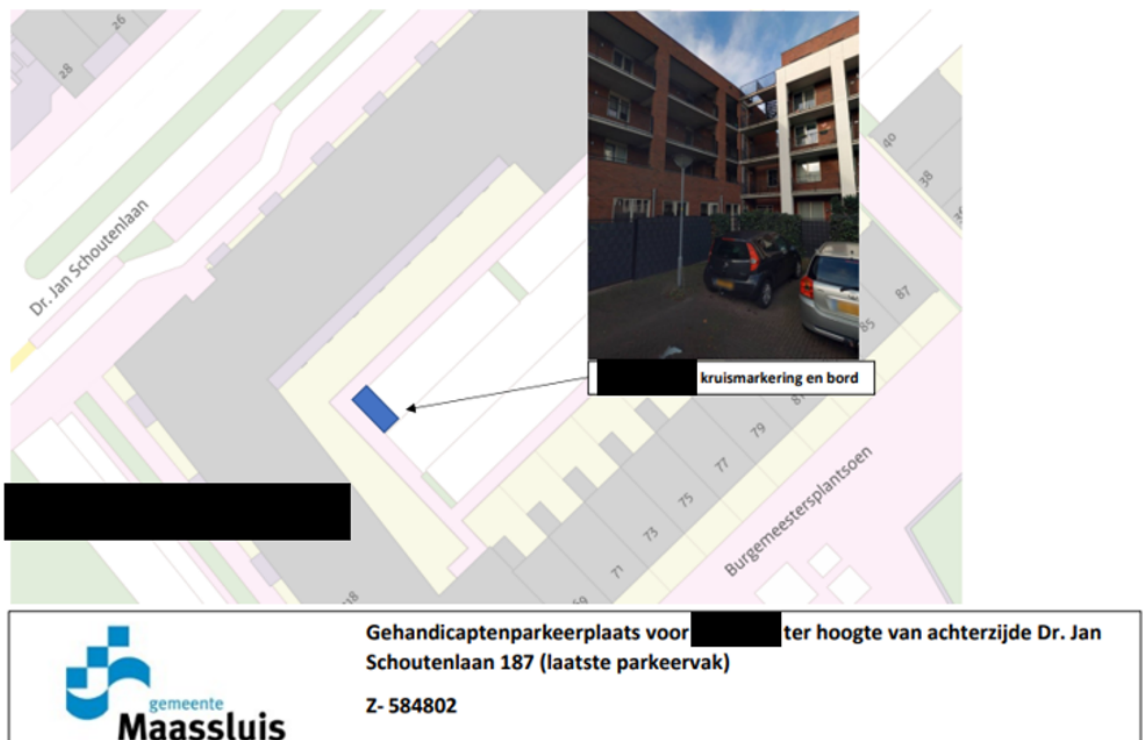 26
28
40
38
Dr. Jan Schoutenlaan
87
85
kruismarkering en bord
79
77
75
73
71
69
Burgemeestersplantsoen
Gehandicaptenparkeerplaats voor ter hoogte van achterzijde Dr. Jan
Schoutenlaan 187 (laatste parkeervak)
Z- 584802
gemeente
Maassluis